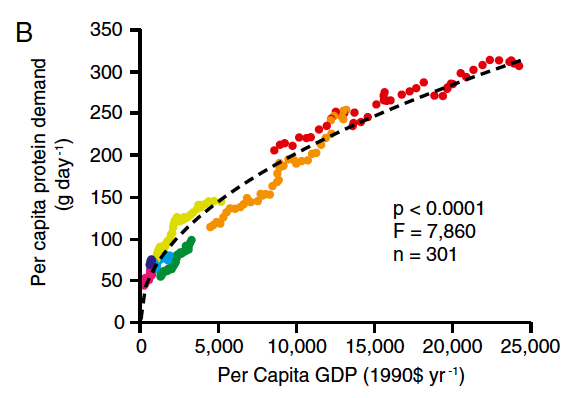 B
Per capita protein demand
(g day⁻¹)
350
300
250
200
150
100
50
0
p < 0.0001
F = 7,860
n = 301
0 5,000 10,000 15,000 20,000 25,000
Per Capita GDP (1990$ yr⁻¹)